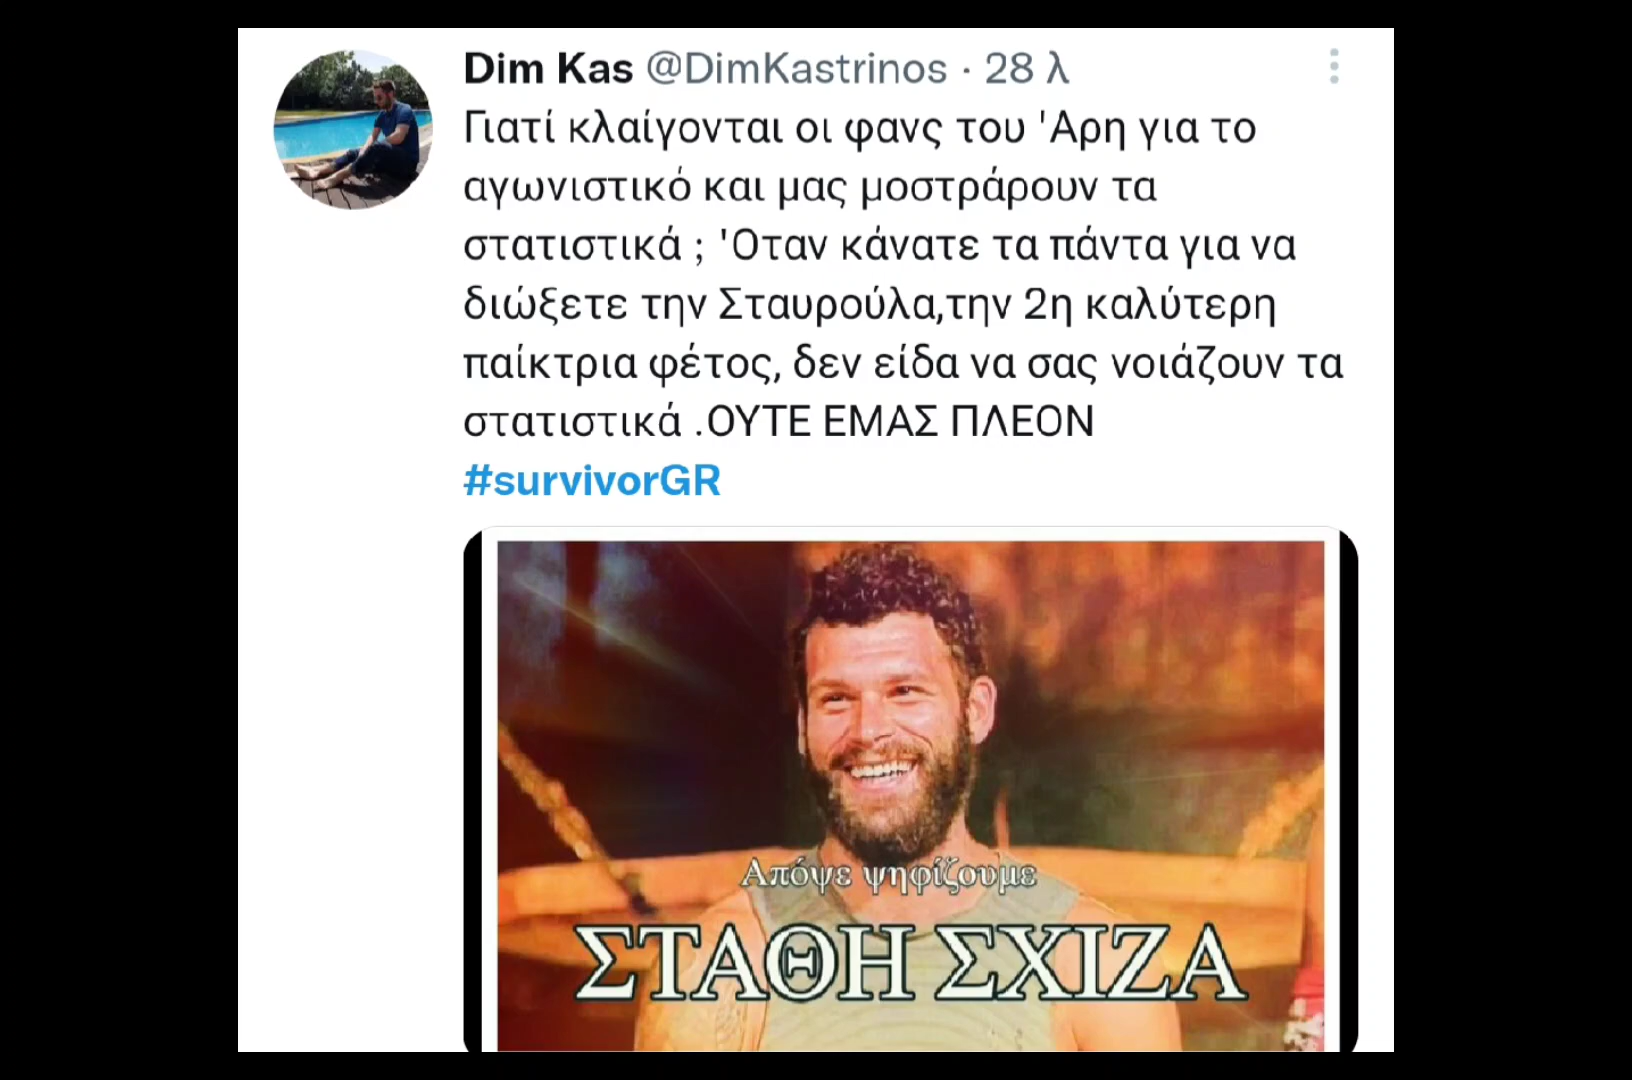 Dim Kas @DimKastrinos · 28 λ
Γιατί κλαίγονται οι φανς του 'Αρη για το
αγωνιστικό και μας μοστράρουν τα
στατιστικά ; 'Οταν κάνατε τα πάντα για να
διώξετε την Σταυρούλα,την 2η καλύτερη
παίκτρια φέτος, δεν είδα να σας νοιάζουν τα
στατιστικά .ΟΥΤΕ ΕΜΑΣ ΠΛΕΟΝ
#survivorGR
Απόψε ψηφίζουμε
ΣΤΑΘΗ ΣΧΙΖΑ